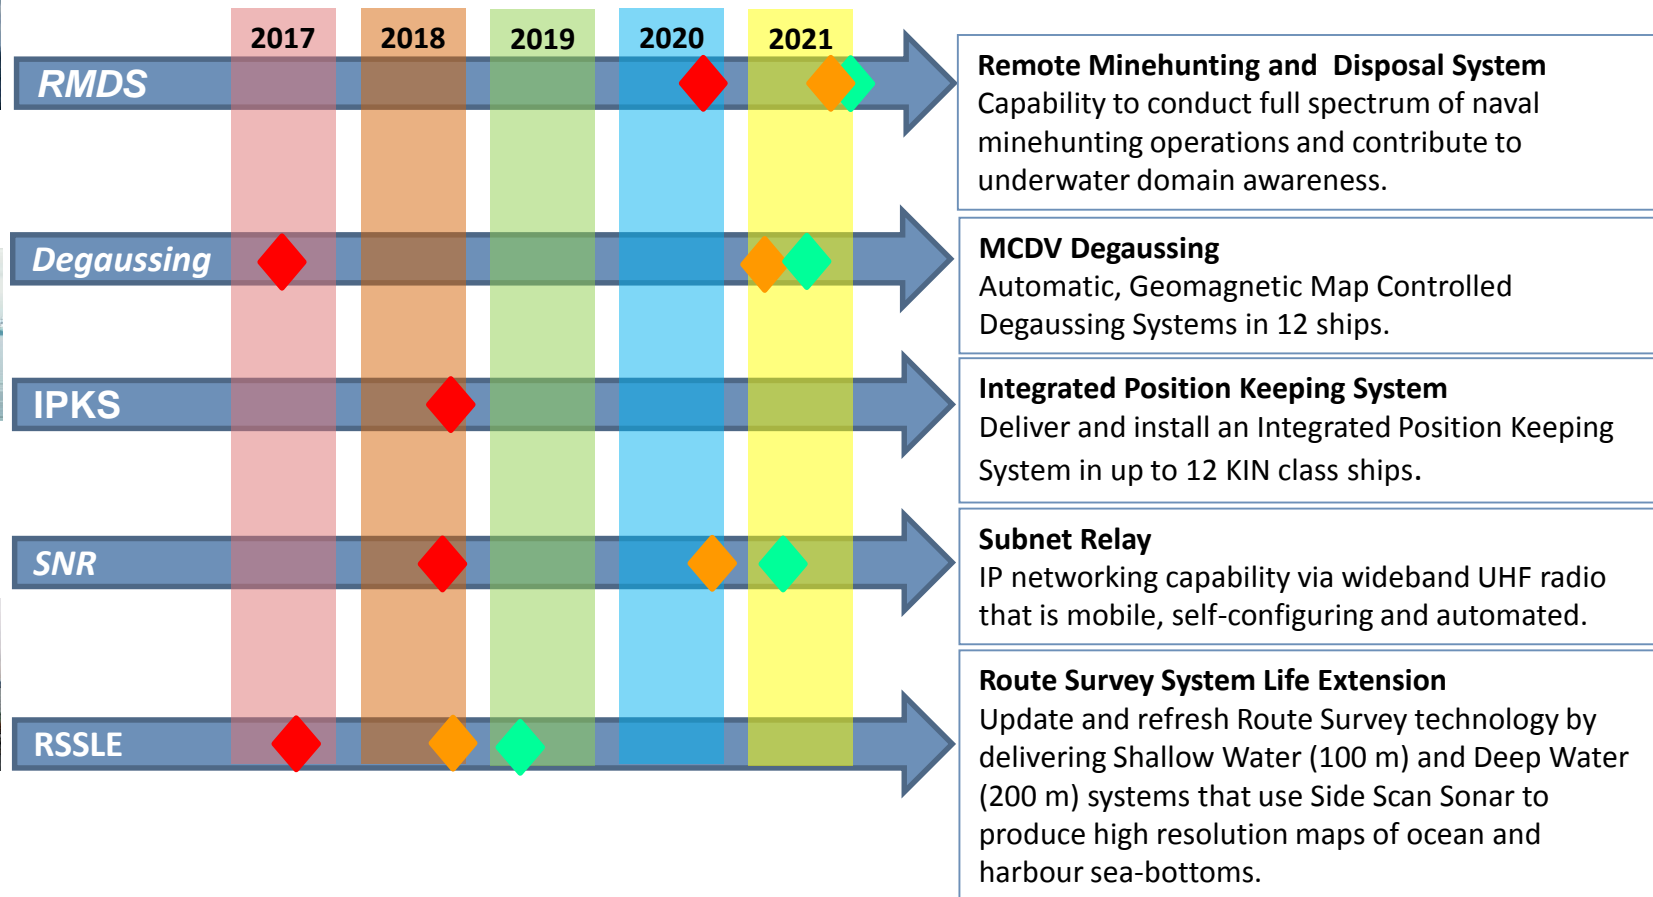 2017 2018 2019 2020 2021
RMDS
Remote Minehunting and Disposal System
Capability to conduct full spectrum of naval
minehunting operations and contribute to
underwater domain awareness.
Degaussing
MCDV Degaussing
Automatic, Geomagnetic Map Controlled
Degaussing Systems in 12 ships.
IPKS
Integrated Position Keeping System
Deliver and install an Integrated Position Keeping
System in up to 12 KIN class ships.
SNR
Subnet Relay
IP networking capability via wideband UHF radio
that is mobile, self-configuring and automated.
RSSLE
Route Survey System Life Extension
Update and refresh Route Survey technology by
delivering Shallow Water (100 m) and Deep Water
(200 m) systems that use Side Scan Sonar to
produce high resolution maps of ocean and
harbour sea-bottoms.